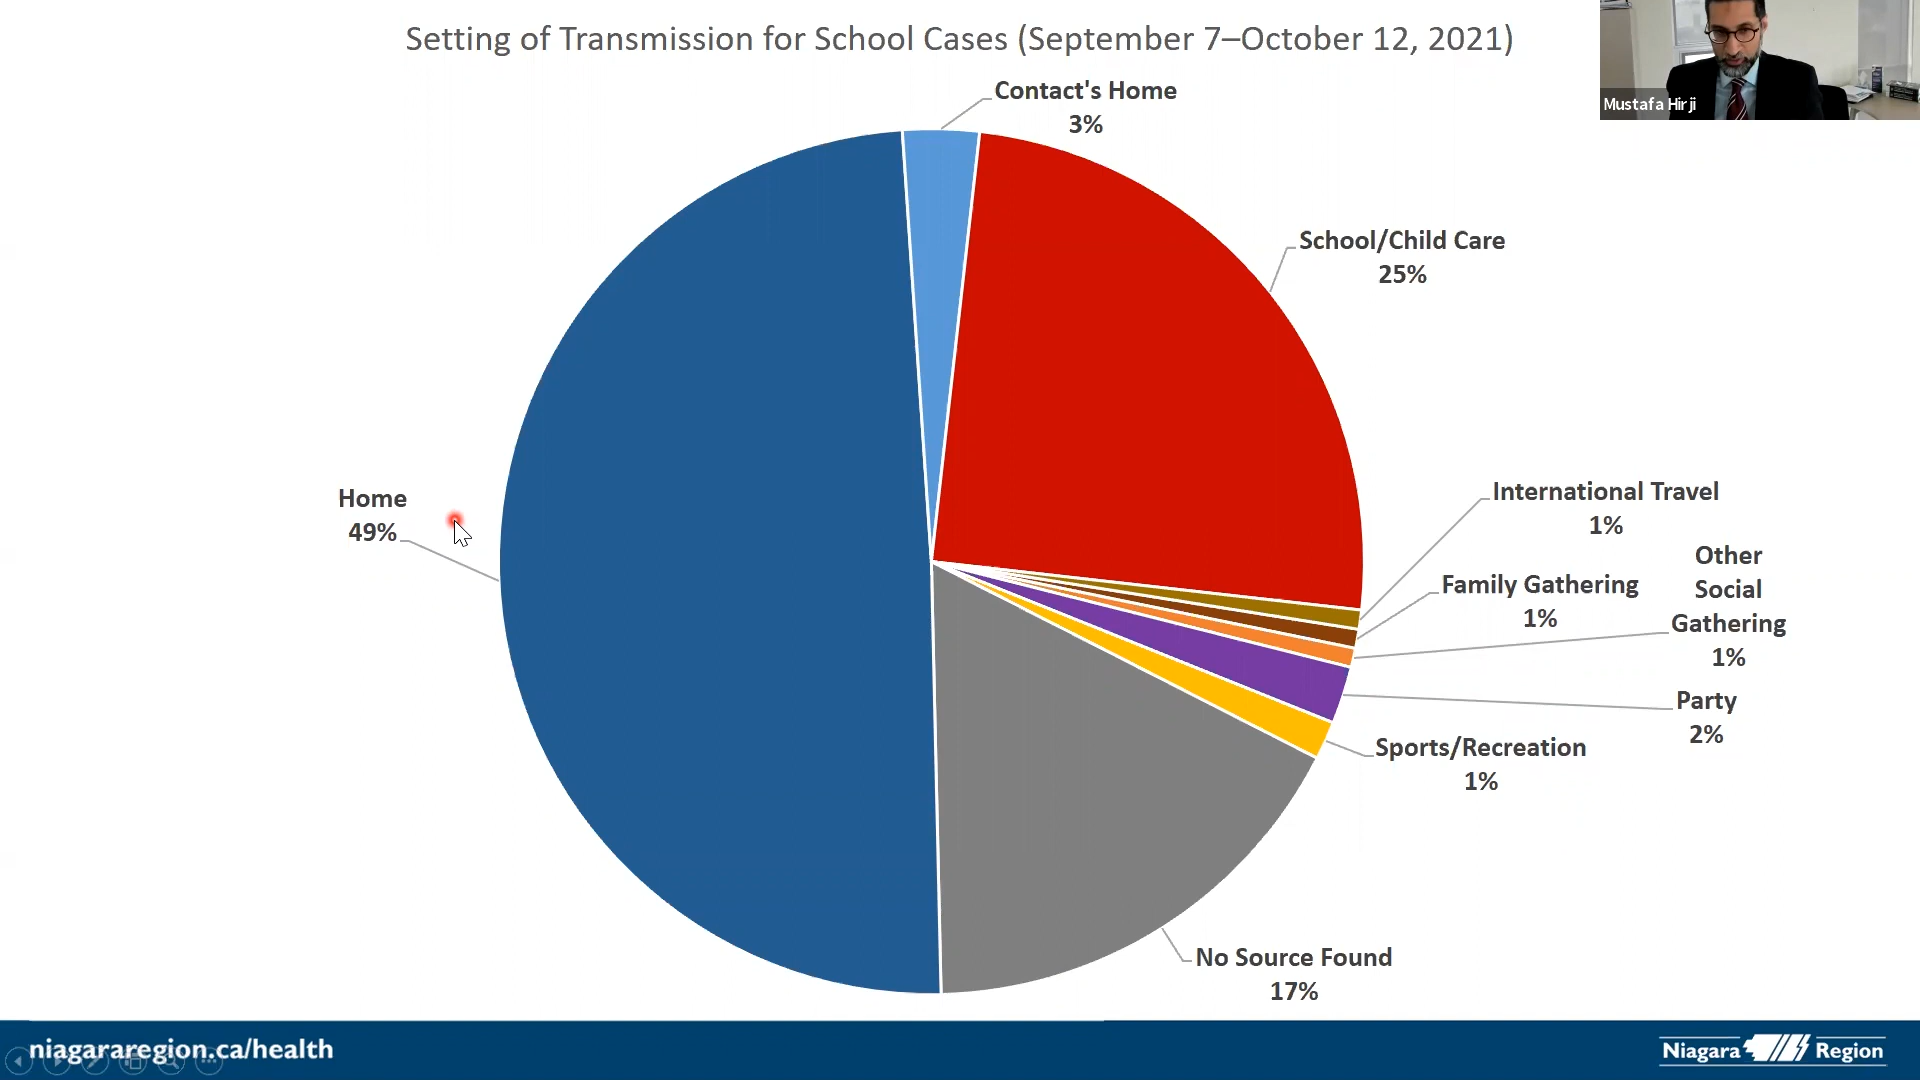 Setting of Transmission for School Cases (September 7–October 12, 2021)
Mustafa Hirji
Contact's Home
3%
School/Child Care
25%
International Travel
1%
Home
49%
Family Gathering
1%
Other
Social
Gathering
1%
Party
2%
Sports/Recreation
1%
No Source Found
17%
niagararegion.ca/health
Niagara Region